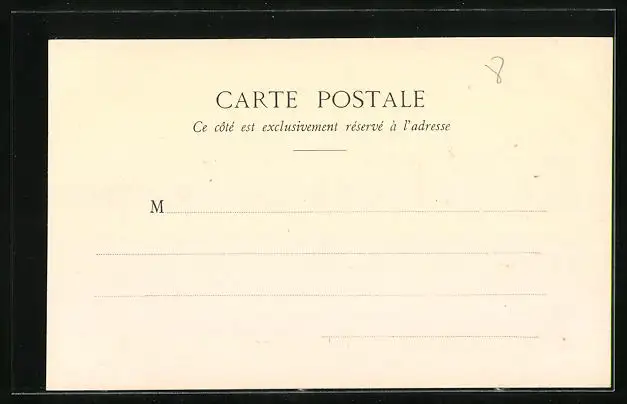 8
CARTE POSTALE
Ce côté est exclusivement réservé à l'adresse
M